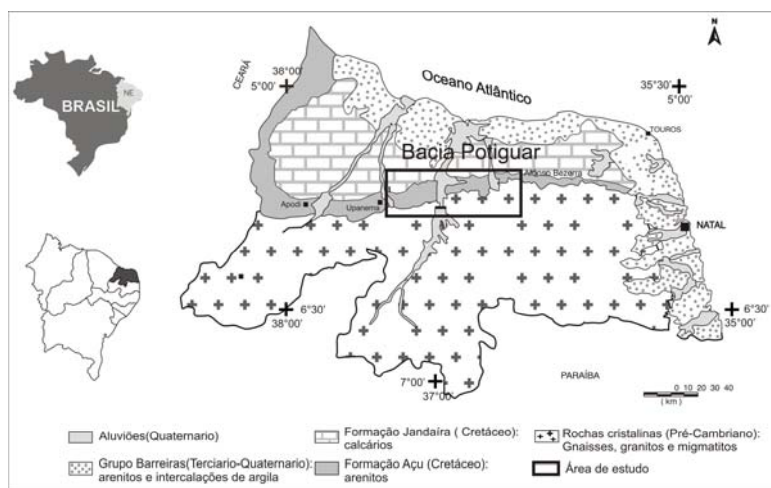 N
CEARÁ
38°00'
5°00'
Oceano Atlântico
35°30'
5°00'
NE
BRASIL
TOUROS
Bacia Potiguar
Afonso Bezerra
Apodi
Upanema
NATAL
6°30'
38°00'
6°30'
35°00'
7°00'
37°00'
PARAÍBA
0 10 20 30 40
( km )
Aluviões(Quaternario)
Formação Jandaíra ( Cretáceo):
calcários
Rochas cristalinas (Pré-Cambriano):
Gnaisses, granitos e migmatitos
Grupo Barreiras(Terciario-Quaternario):
arenitos e intercalações de argila
Formação Açu (Cretáceo):
arenitos
Área de estudo